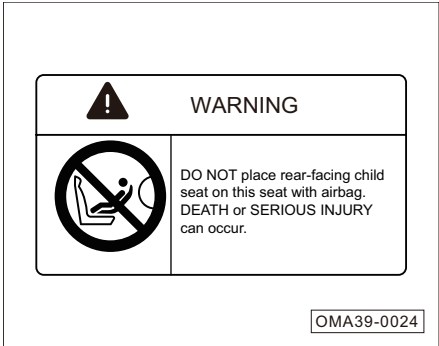 WARNING
DO NOT place rear-facing child
seat on this seat with airbag.
DEATH or SERIOUS INJURY
can occur.
OMA39-0024